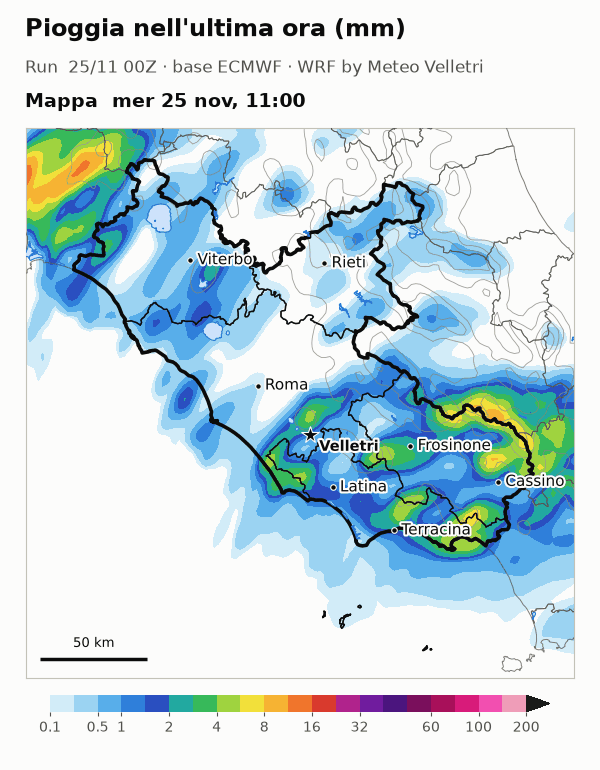 Pioggia nell'ultima ora (mm)
Run  25/11 00Z · base ECMWF · WRF by Meteo Velletri
Mappa  mer 25 nov, 11:00
Viterbo
Rieti
Roma
Velletri
Frosinone
Cassino
Latina
Terracina
50 km
0.1 0.5 1 2 4 8 16 32 60 100 200